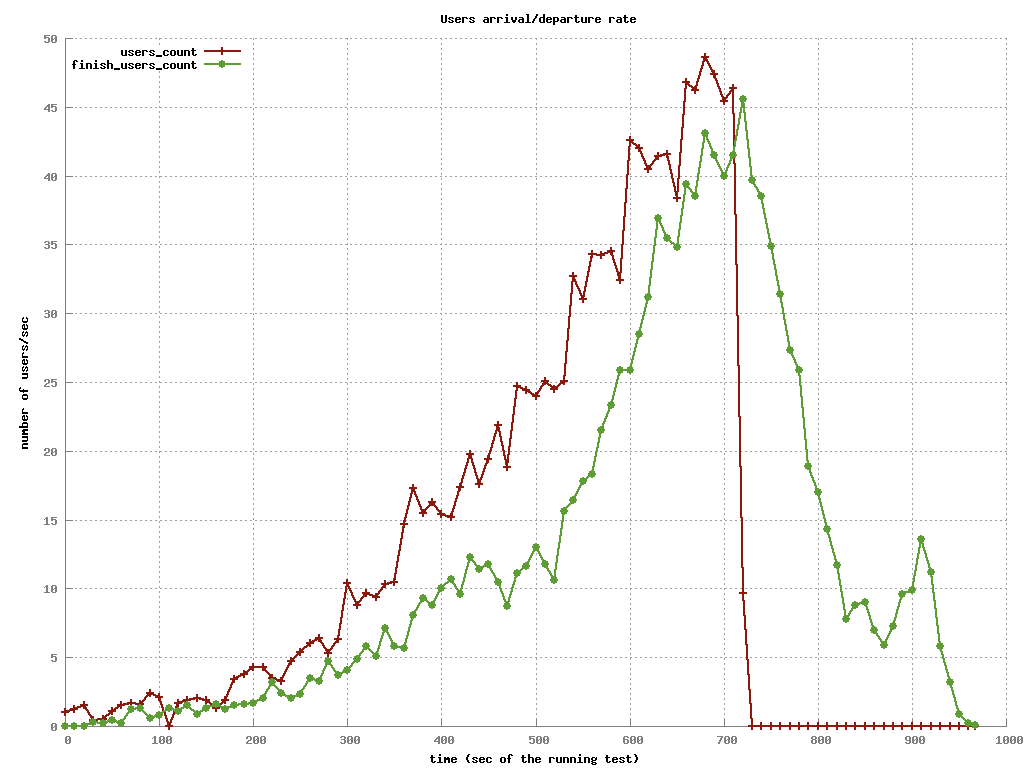 Users arrival/departure rate
users_count
finish_users_count
50
45
40
35
30
25
20
15
10
5
0
number of users/sec
0 100 200 300 400 500 600 700 800 900 1000
time (sec of the running test)